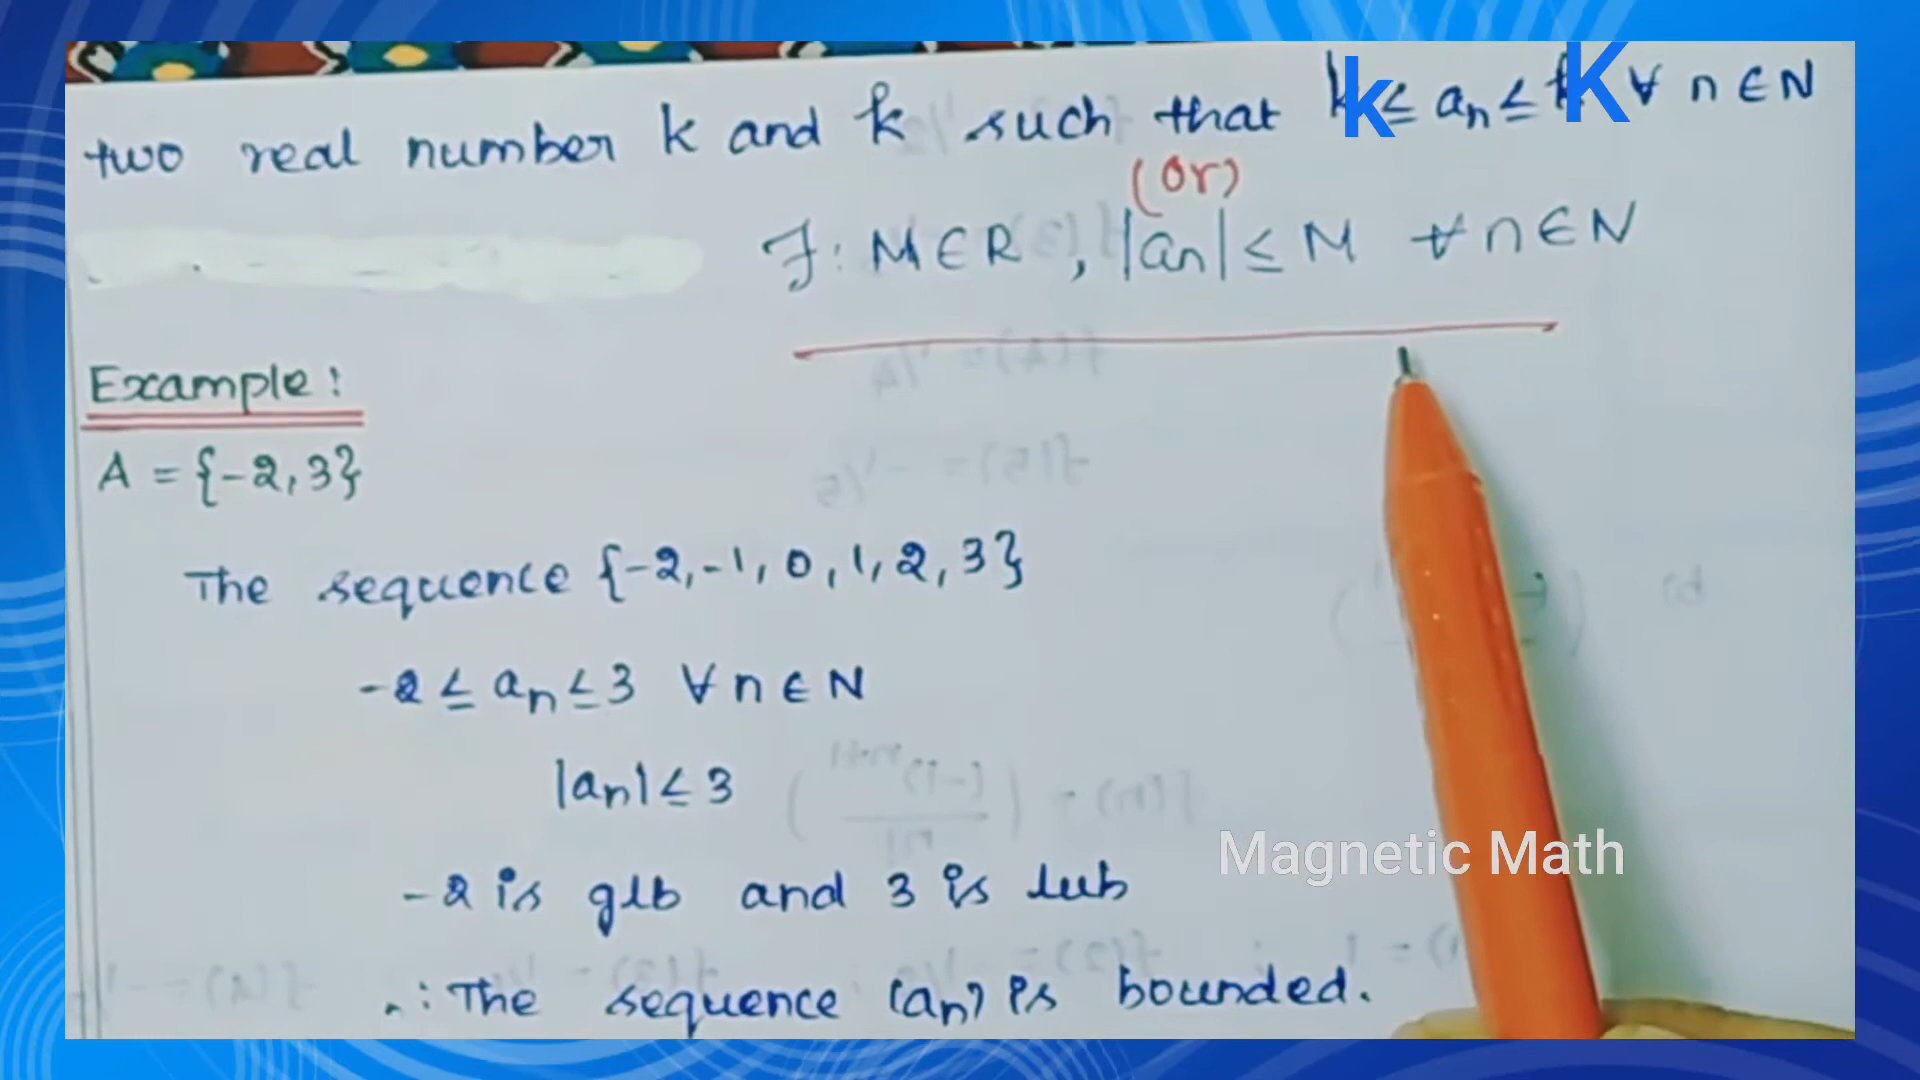 two real number k and k such that k ≤ an ≤ K ∀ n ∈ N
(or)
∃: M ∈ R, |an| ≤ M ∀ n ∈ N
Example:
A = {-2, 3}
The sequence {-2, -1, 0, 1, 2, 3}
-2 ≤ an ≤ 3 ∀ n ∈ N
|an| ≤ 3
-2 is glb and 3 is lub
∴ The sequence (an) is bounded.
Magnetic Math